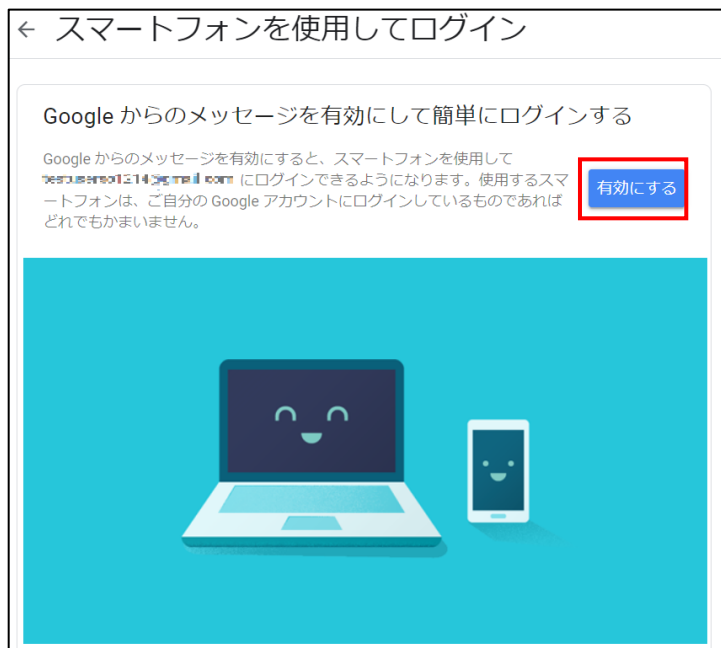 ← スマートフォンを使用してログイン
Google からのメッセージを有効にして簡単にログインする
Google からのメッセージを有効にすると、スマートフォンを使用して
にログインできるようになります。使用するスマ
ートフォンは、ご自分の Google アカウントにログインしているものであれば
どれでもかまいません。
有効にする